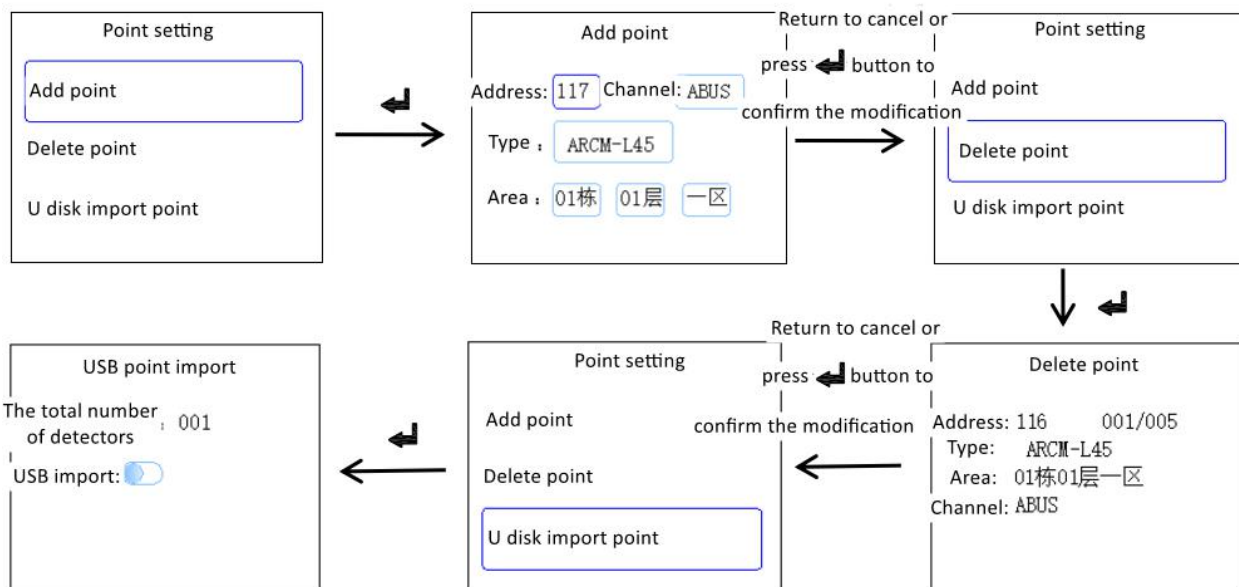 Point setting
Add point
Delete point
U disk import point
Add point
Address: 117 Channel: ABUS
Type : ARCM-L45
Area : 01栋 01层 一区
Return to cancel or
press button to
confirm the modification
Point setting
Add point
Delete point
U disk import point
Delete point
Address: 116 001/005
Type: ARCM-L45
Area: 01栋01层一区
Channel: ABUS
Return to cancel or
press button to
confirm the modification
Point setting
Add point
Delete point
U disk import point
USB point import
The total number
of detectors : 001
USB import: